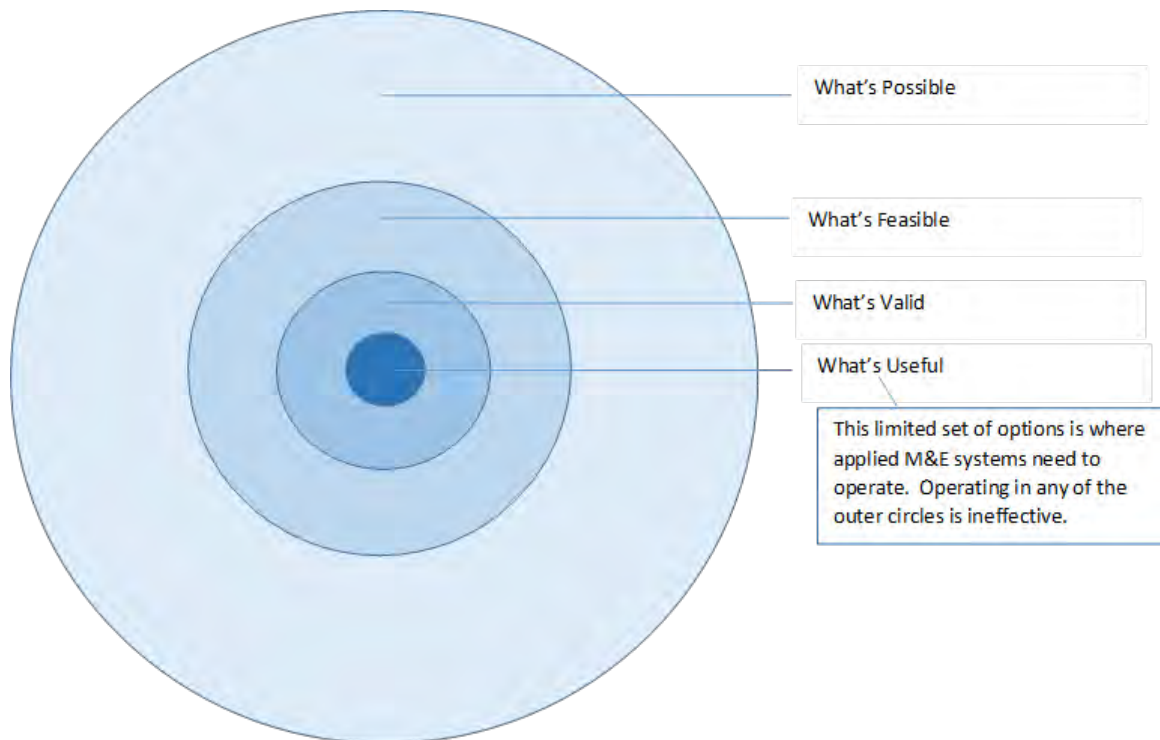 What's Possible
What's Feasible
What's Valid
What's Useful
This limited set of options is where
applied M&E systems need to
operate.  Operating in any of the
outer circles is ineffective.